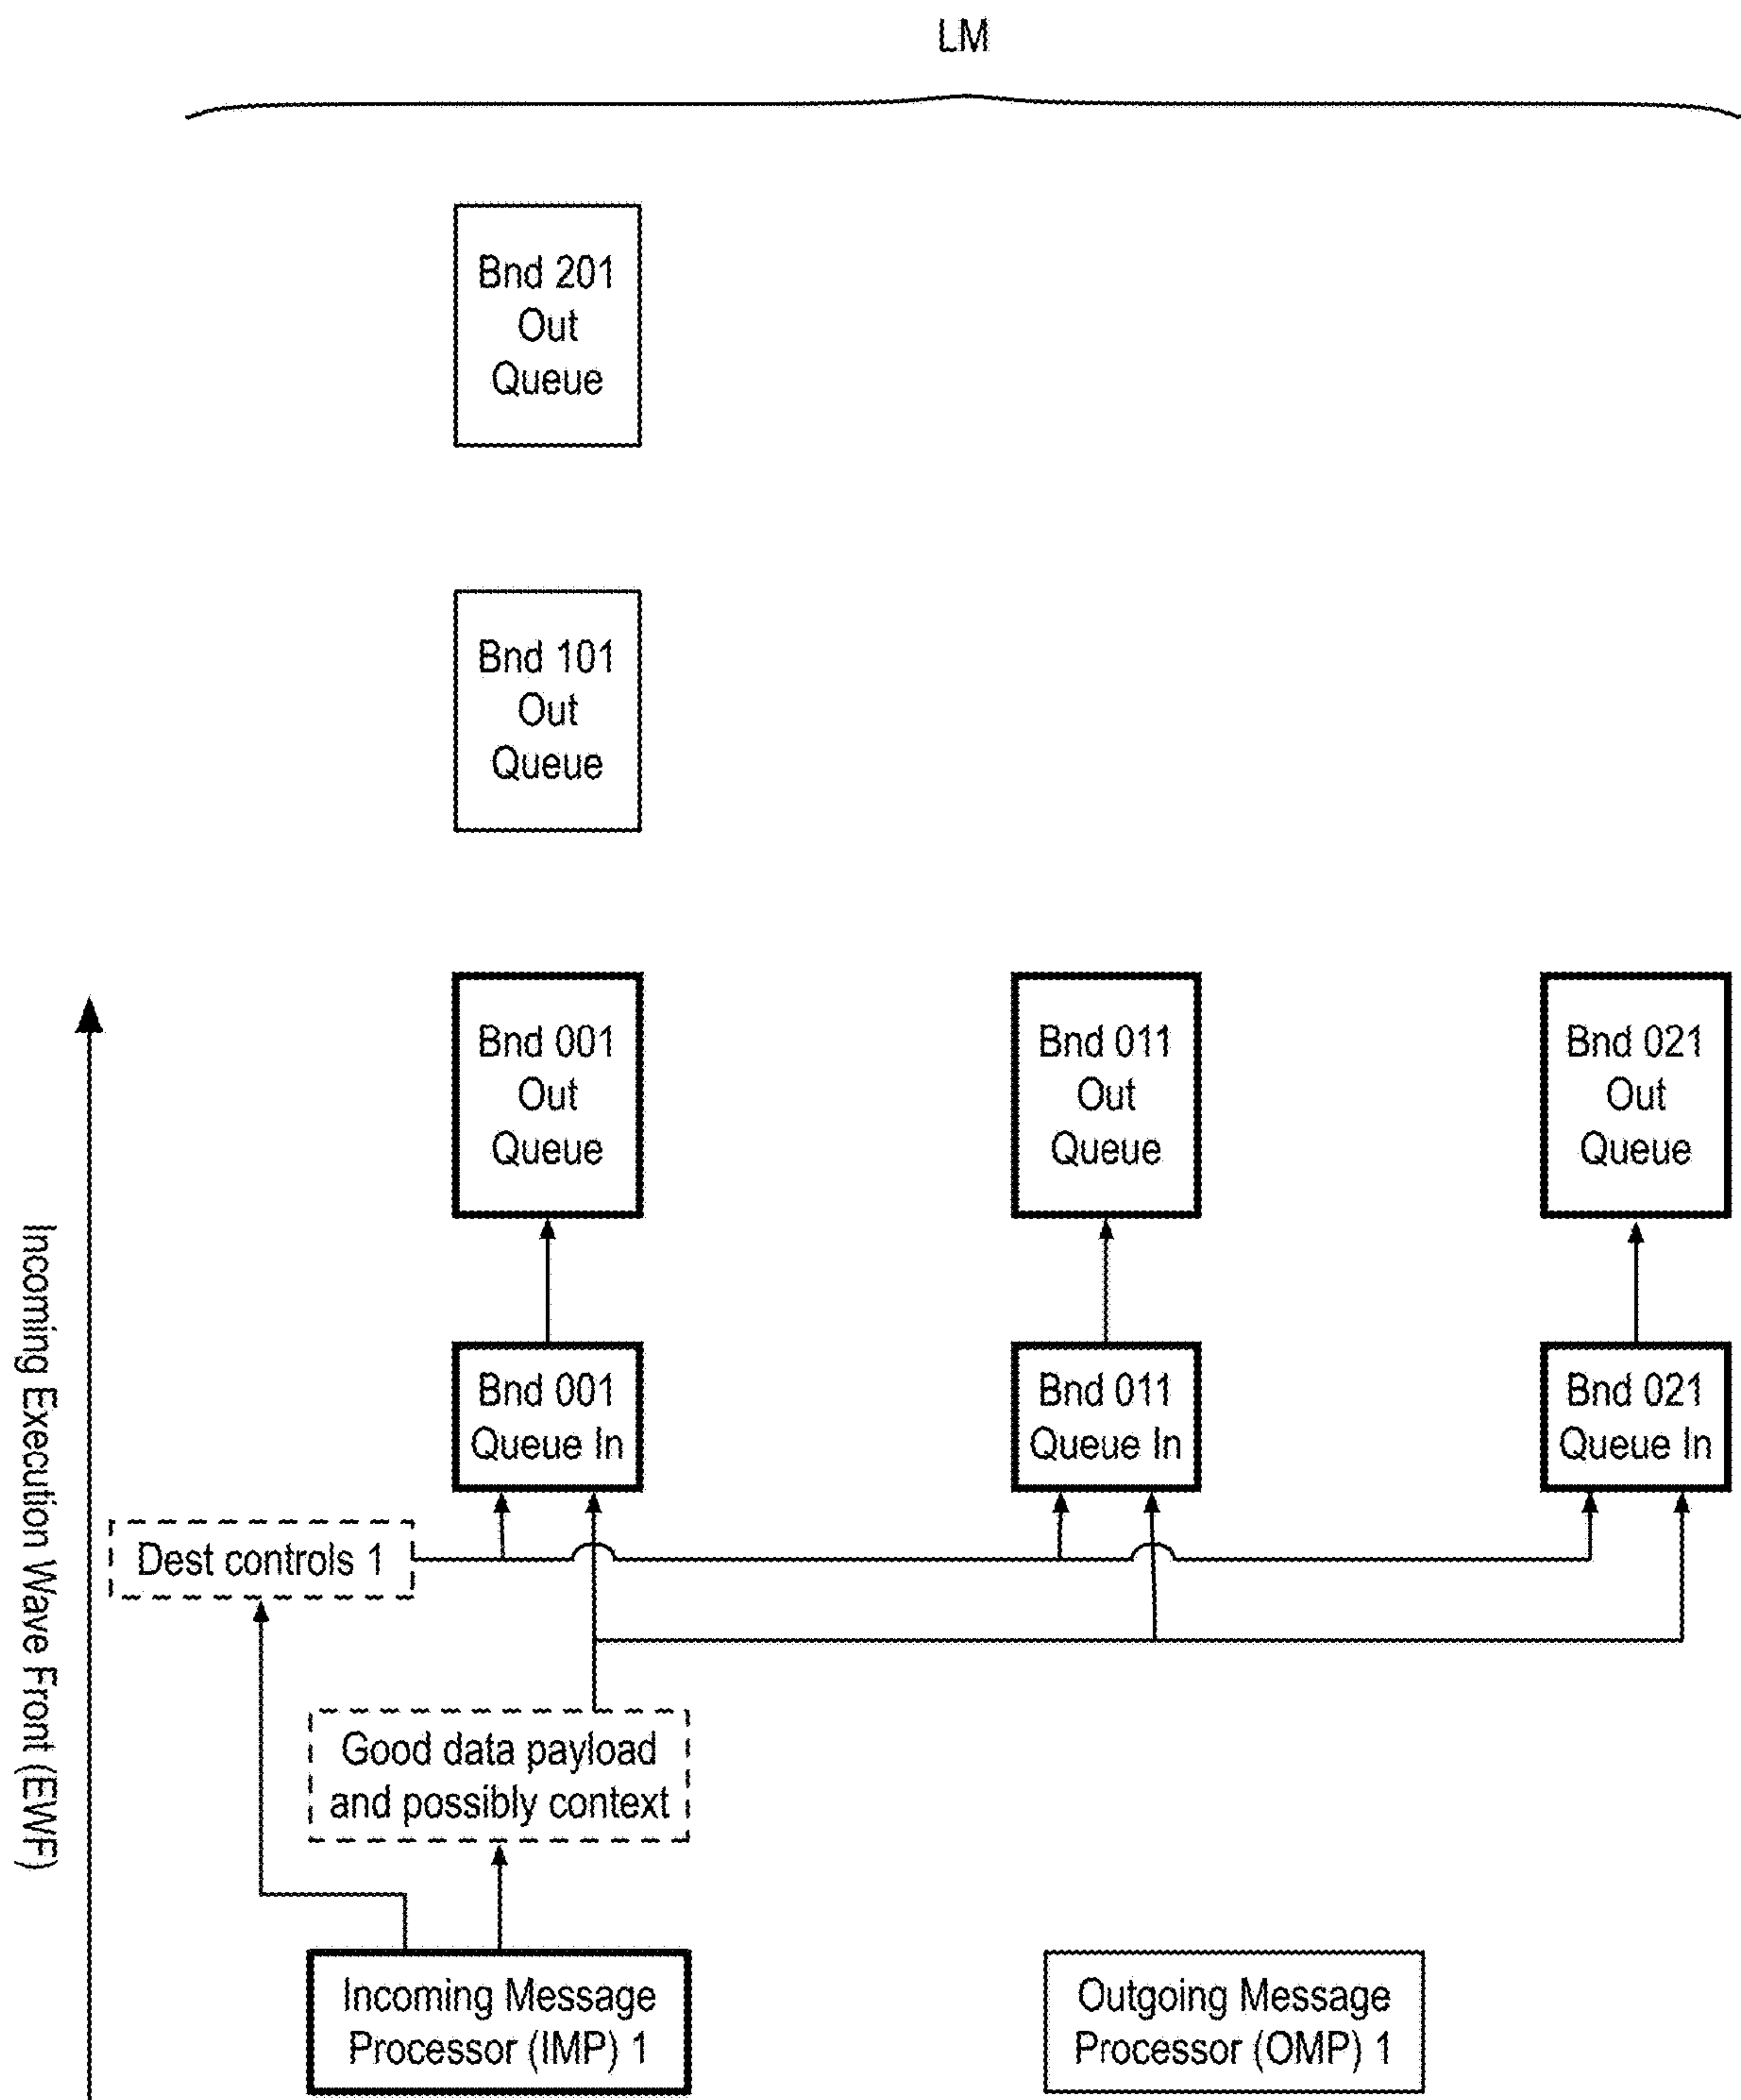 LM
Bnd 201
Out
Queue
Bnd 101
Out
Queue
Bnd 001
Out
Queue
Bnd 011
Out
Queue
Bnd 021
Out
Queue
Bnd 001
Queue In
Bnd 011
Queue In
Bnd 021
Queue In
Incoming Execution Wave Front (EWF)
Dest controls 1
Good data payload
and possibly context
Incoming Message
Processor (IMP) 1
Outgoing Message
Processor (OMP) 1